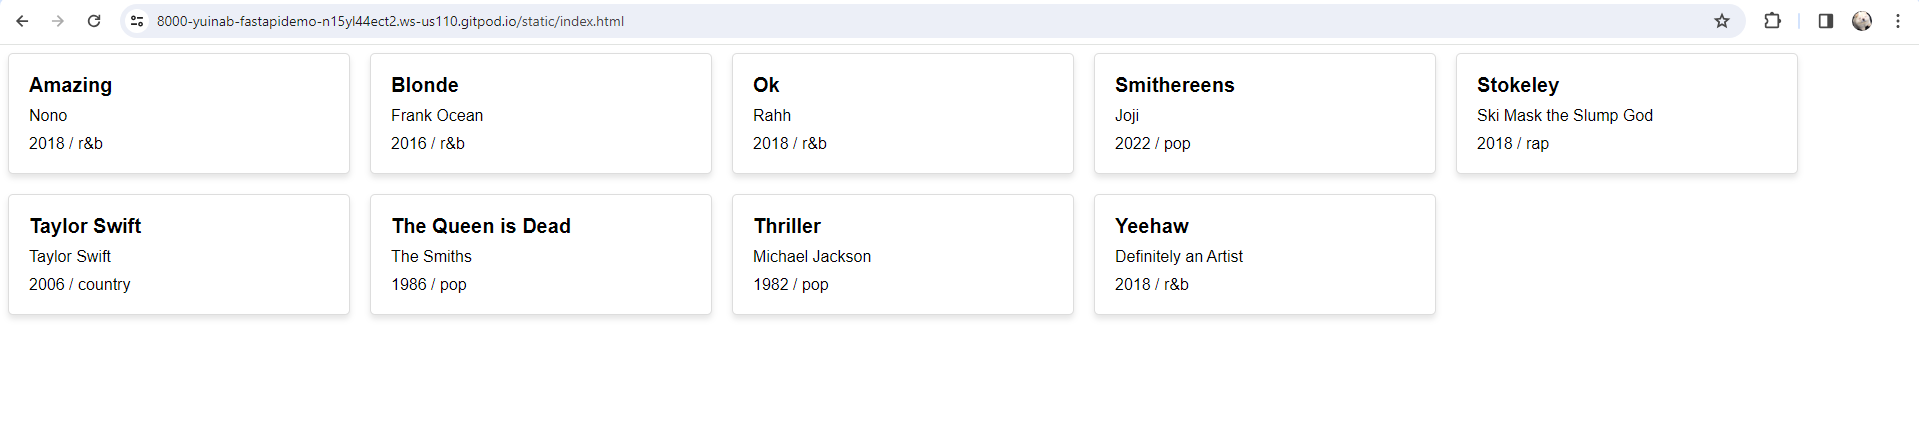 8000-yuinab-fastapidemo-n15yl44ect2.ws-us110.gitpod.io/static/index.html
Amazing
Nono
2018 / r&b
Blonde
Frank Ocean
2016 / r&b
Ok
Rahh
2018 / r&b
Smithereens
Joji
2022 / pop
Stokeley
Ski Mask the Slump God
2018 / rap
Taylor Swift
Taylor Swift
2006 / country
The Queen is Dead
The Smiths
1986 / pop
Thriller
Michael Jackson
1982 / pop
Yeehaw
Definitely an Artist
2018 / r&b